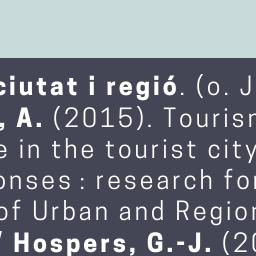 ciutat i regió. (o. J
, A. (2015). Tourism
e in the tourist city
onses : research for
of Urban and Region
/ Hospers, G.-J. (20